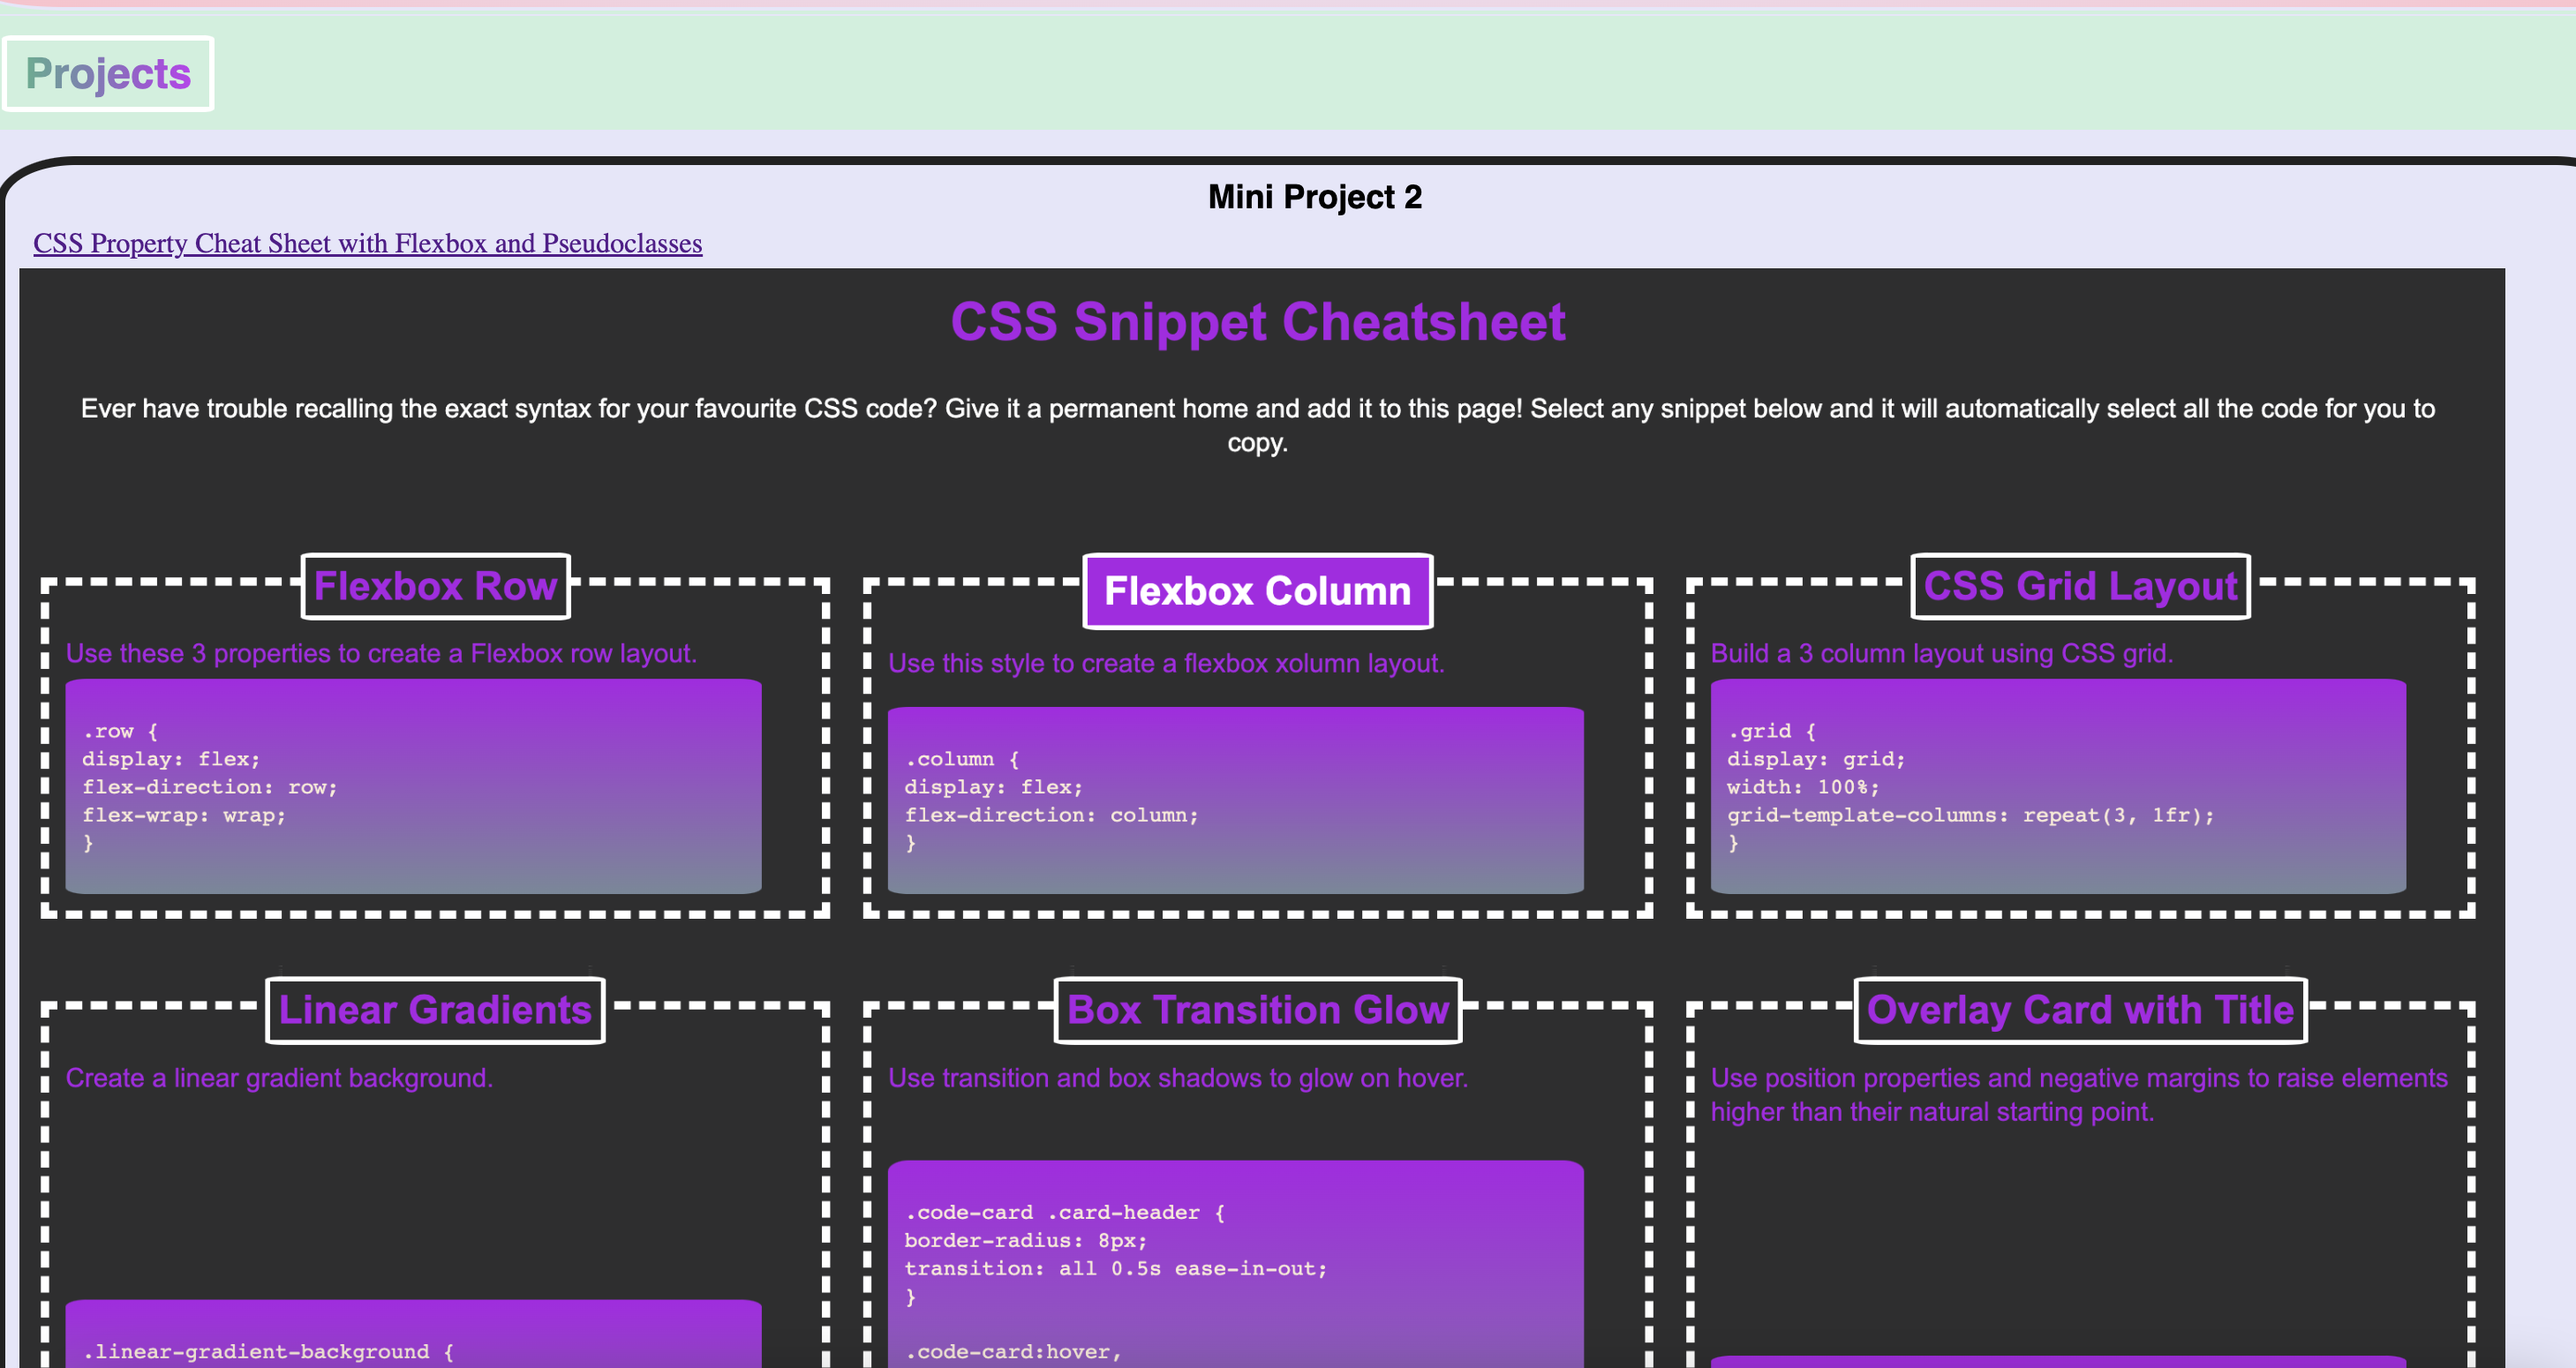 Projects
Mini Project 2
CSS Property Cheat Sheet with Flexbox and Pseudoclasses
CSS Snippet Cheatsheet
Ever have trouble recalling the exact syntax for your favourite CSS code? Give it a permanent home and add it to this page! Select any snippet below and it will automatically select all the code for you to
copy.
Flexbox Row
Use these 3 properties to create a Flexbox row layout.
.row {
display: flex;
flex-direction: row;
flex-wrap: wrap;
}
Flexbox Column
Use this style to create a flexbox xolumn layout.
.column {
display: flex;
flex-direction: column;
}
CSS Grid Layout
Build a 3 column layout using CSS grid.
.grid {
display: grid;
width: 100%;
grid-template-columns: repeat(3, 1fr);
}
Linear Gradients
Create a linear gradient background.
.linear-gradient-background {
Box Transition Glow
Use transition and box shadows to glow on hover.
.code-card .card-header {
border-radius: 8px;
transition: all 0.5s ease-in-out;
}
.code-card:hover,
Overlay Card with Title
Use position properties and negative margins to raise elements
higher than their natural starting point.